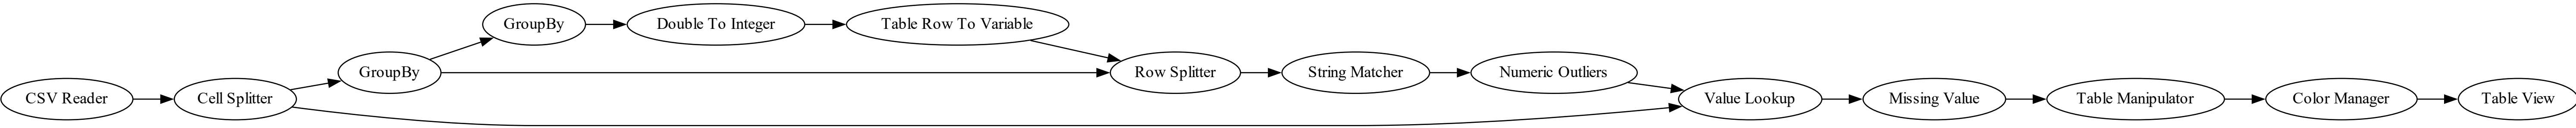 CSV Reader
Cell Splitter
GroupBy
GroupBy
Double To Integer
Table Row To Variable
Row Splitter
String Matcher
Numeric Outliers
Value Lookup
Missing Value
Table Manipulator
Color Manager
Table View